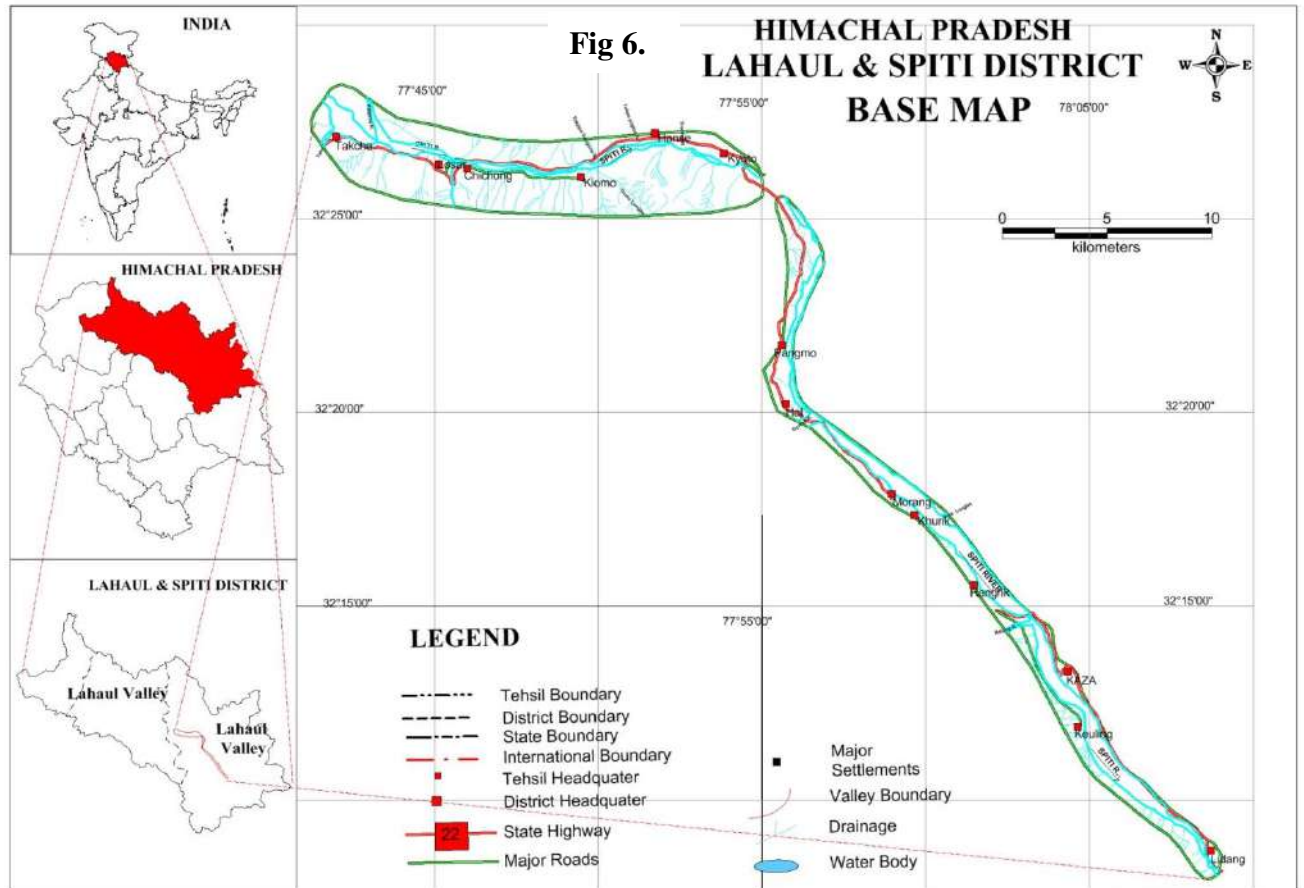 INDIA
Fig 6.
HIMACHAL PRADESH
LAHAUL & SPITI DISTRICT
BASE MAP
N
W E
S
77°45'00"
77°55'00"
78°05'00"
Takcha
Losar
Chichong
Kiomo
SPITI R.
Hanse
Kyoto
32°25'00"
0 5 10
kilometers
HIMACHAL PRADESH
Pangmo
32°20'00"
Hal
32°20'00"
Morang
Khurik
SPITI RIVER
Rangrik
LAHAUL & SPITI DISTRICT
32°15'00"
77°55'00"
32°15'00"
KAZA
Keuling
SPITI R.
Lidang
Lahaul Valley
Lahaul
Valley
LEGEND
Tehsil Boundary
District Boundary
State Boundary
International Boundary
Tehsil Headquater
District Headquater
22
State Highway
Major Roads
Major
Settlements
Valley Boundary
Drainage
Water Body